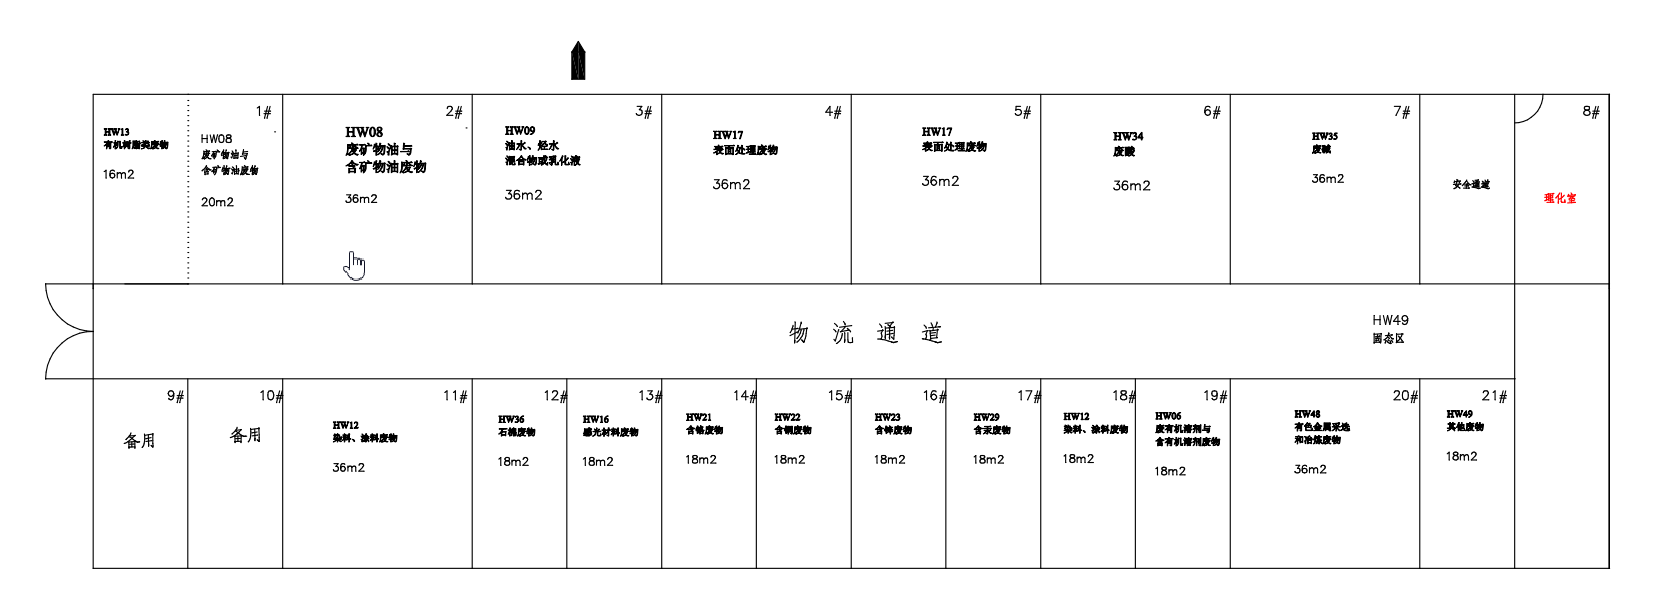 1#
HW13
有机树脂类废物
16m2
HW08
废矿物油与
含矿物油废物
20m2
2#
HW08
废矿物油与
含矿物油废物
36m2
3#
HW09
油水、烃水
混合物或乳化液
36m2
4#
HW17
表面处理废物
36m2
5#
HW17
表面处理废物
36m2
6#
HW34
废酸
36m2
7#
HW35
废碱
36m2
安全通道
8#
理化室
物流通道
HW49
固态区
9#
备用
10#
备用
11#
HW12
染料、涂料废物
36m2
12#
HW36
石棉废物
18m2
13#
HW16
感光材料废物
18m2
14#
HW21
含铬废物
18m2
15#
HW22
含铜废物
18m2
16#
HW23
含锌废物
18m2
17#
HW29
含汞废物
18m2
18#
HW12
染料、涂料废物
18m2
19#
HW06
废有机溶剂与
含有机溶剂废物
18m2
20#
HW48
有色金属采选
和冶炼废物
36m2
21#
HW49
其他废物
18m2